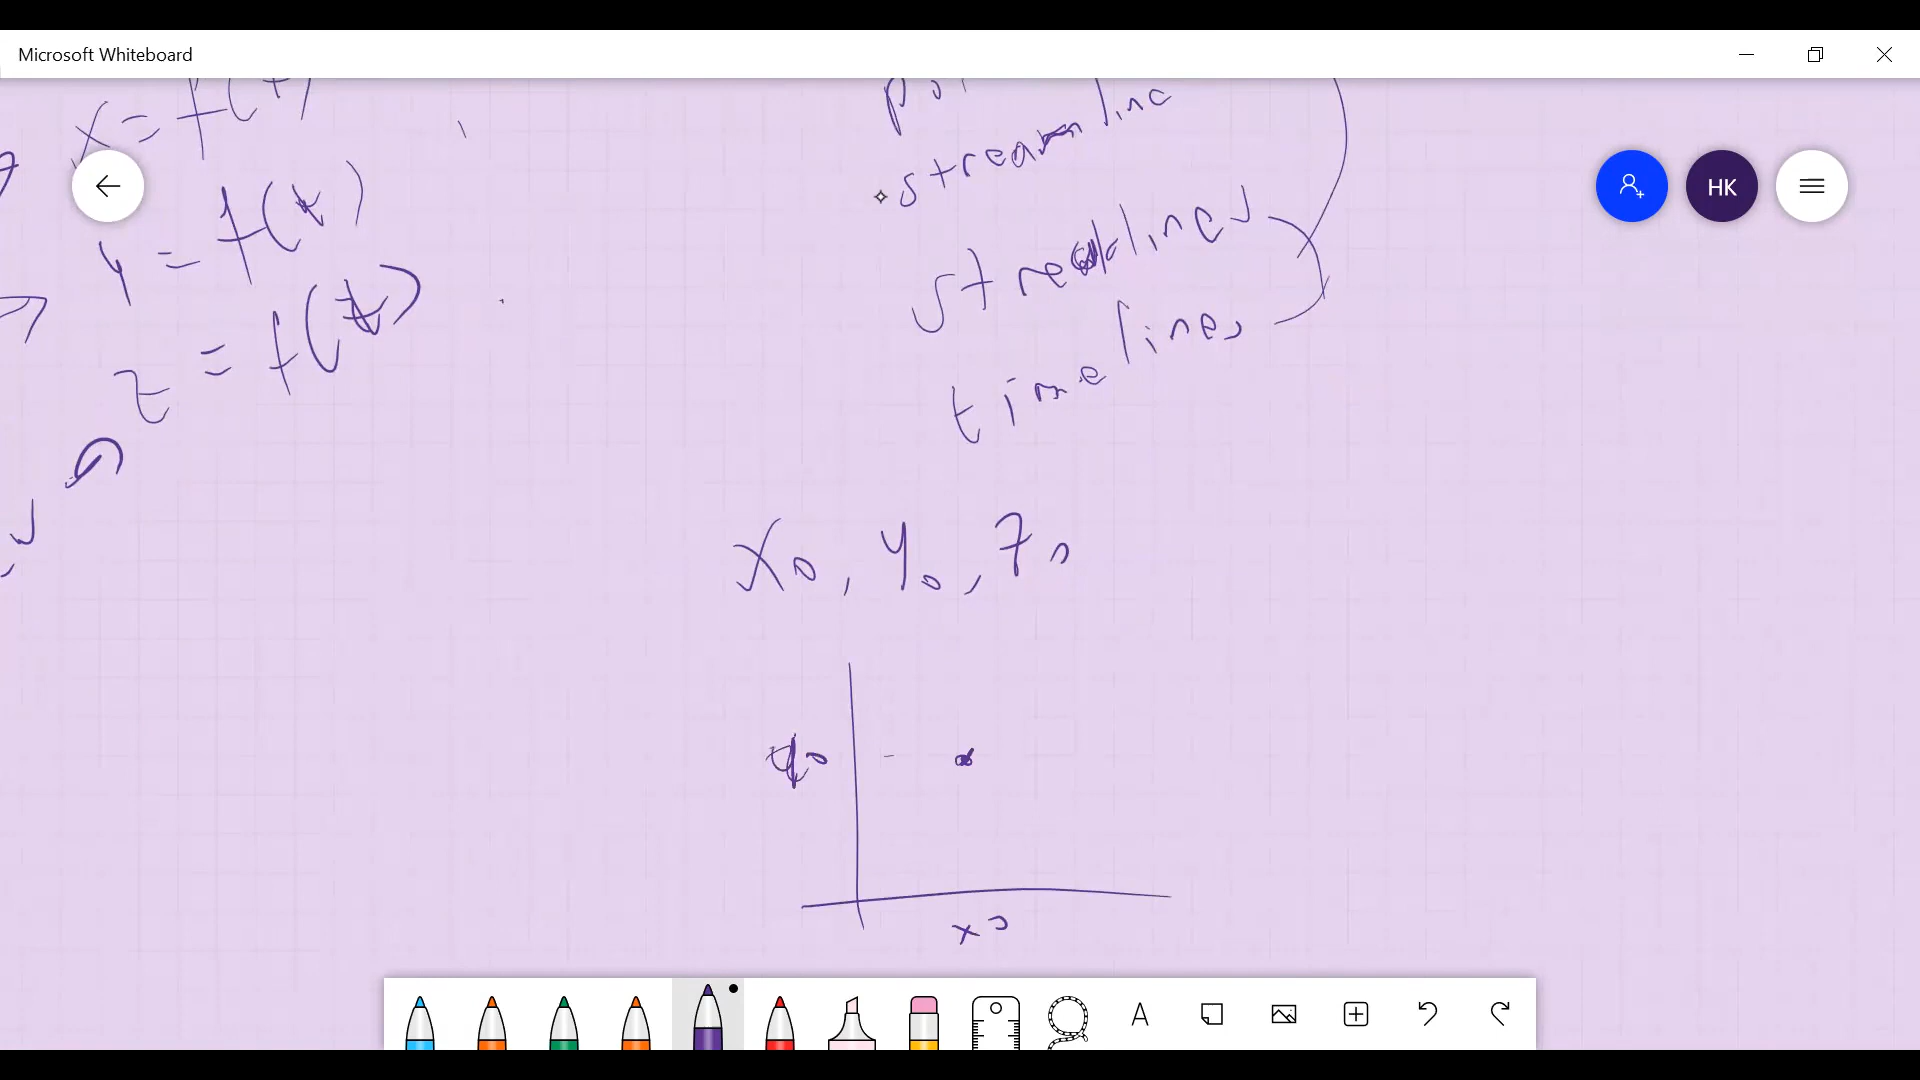 Microsoft Whiteboard
x = f(t)
y = f(t)
z = f(t)
streamline
streaklines
timelines
HK
x₀, y₀, z₀
y₀
x₀